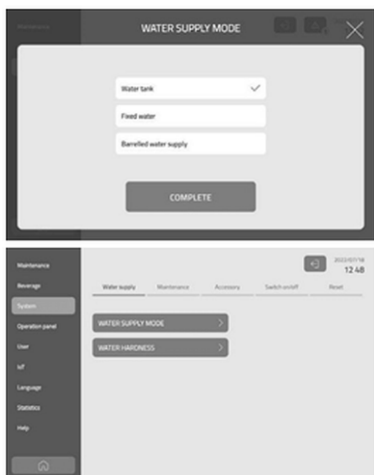 Maintenance
WATER SUPPLY MODE
Water tank
Fixed water
Barrelled water supply
COMPLETE
Maintenance
2022/07/18
12 48
Beverage
Water supply Maintenance Accessory Switch on/off Reset
System
Operation panel
WATER SUPPLY MODE
User
WATER HARDNESS
IoT
Language
Statistics
Help